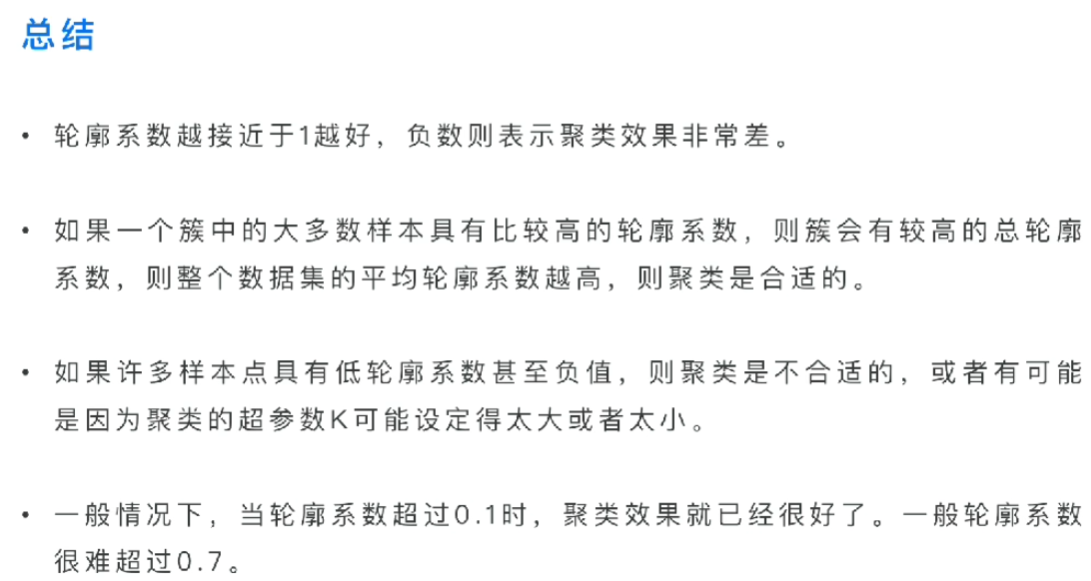 总结
• 轮廓系数越接近于1越好，负数则表示聚类效果非常差。
• 如果一个簇中的大多数样本具有比较高的轮廓系数，则簇会有较高的总轮廓
系数，则整个数据集的平均轮廓系数越高，则聚类是合适的。
• 如果许多样本点具有低轮廓系数甚至负值，则聚类是不合适的，或者有可能
是因为聚类的超参数K可能设定得太大或者太小。
• 一般情况下，当轮廓系数超过0.1时，聚类效果就已经很好了。一般轮廓系数
很难超过0.7。